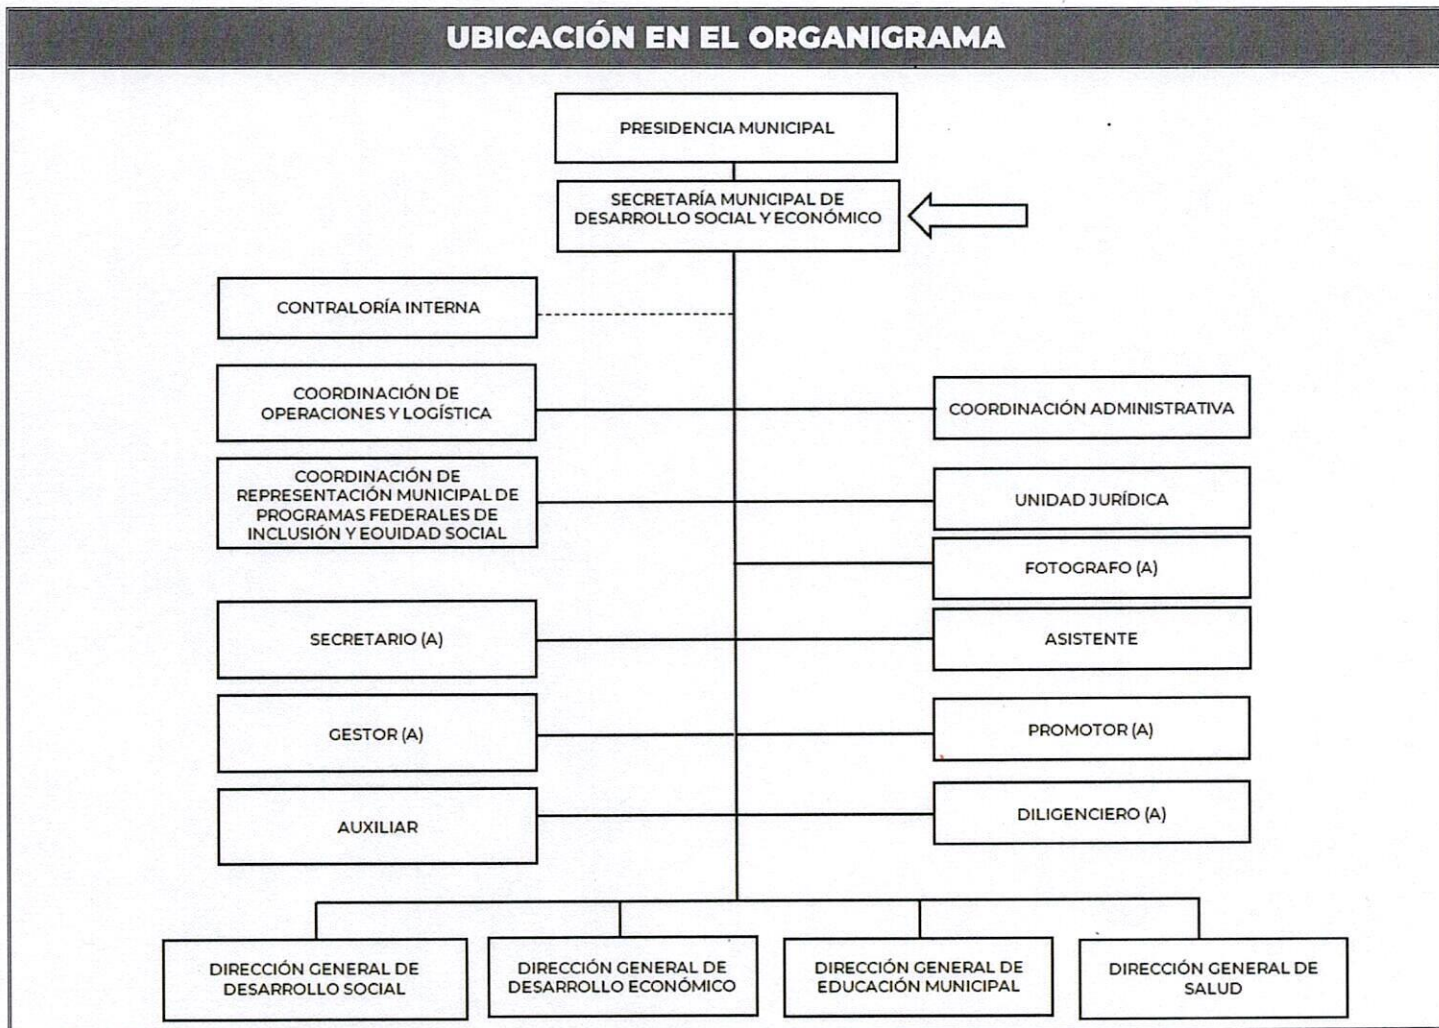 UBICACIÓN EN EL ORGANIGRAMA
PRESIDENCIA MUNICIPAL
SECRETARÍA MUNICIPAL DE
DESARROLLO SOCIAL Y ECONÓMICO
CONTRALORÍA INTERNA
COORDINACIÓN DE
OPERACIONES Y LOGÍSTICA
COORDINACIÓN ADMINISTRATIVA
COORDINACIÓN DE
REPRESENTACIÓN MUNICIPAL DE
PROGRAMAS FEDERALES DE
INCLUSIÓN Y EQUIDAD SOCIAL
UNIDAD JURÍDICA
FOTOGRAFO (A)
SECRETARIO (A)
ASISTENTE
GESTOR (A)
PROMOTOR (A)
AUXILIAR
DILIGENCIERO (A)
DIRECCIÓN GENERAL DE
DESARROLLO SOCIAL
DIRECCIÓN GENERAL DE
DESARROLLO ECONÓMICO
DIRECCIÓN GENERAL DE
EDUCACIÓN MUNICIPAL
DIRECCIÓN GENERAL DE
SALUD